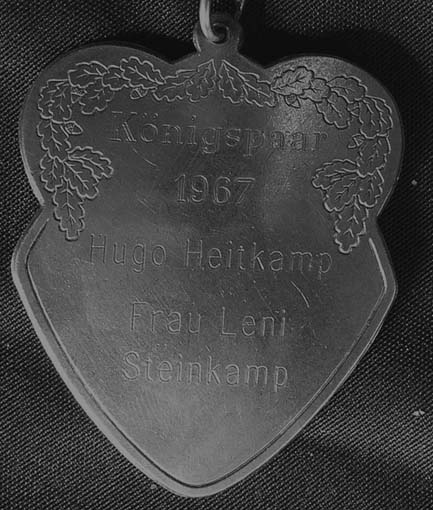 Königspaar
1967
Hugo Heitkamp
Frau Leni
Steinkamp